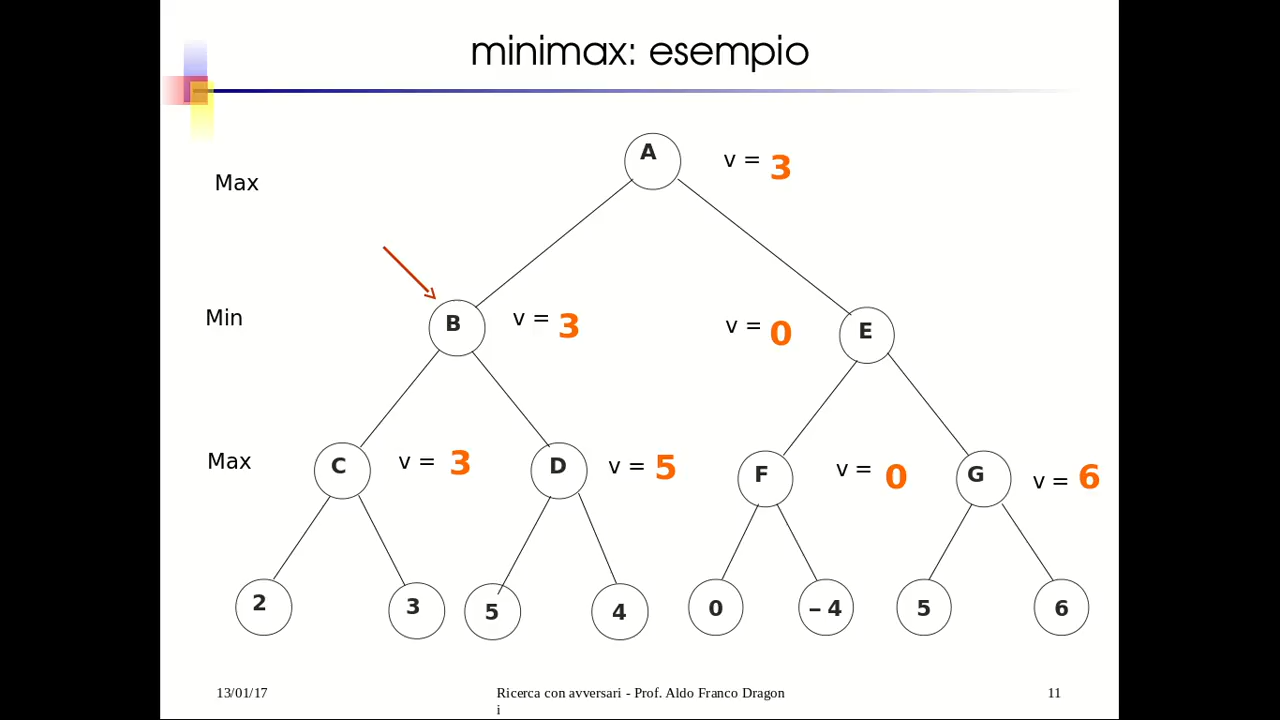 minimax: esempio
A
v = 3
Max
Min
B
v = 3
v = 0
E
Max
C
v = 3
D
v = 5
F
v = 0
G
v = 6
2
3
5
4
0
– 4
5
6
13/01/17
Ricerca con avversari - Prof. Aldo Franco Dragon
i
11